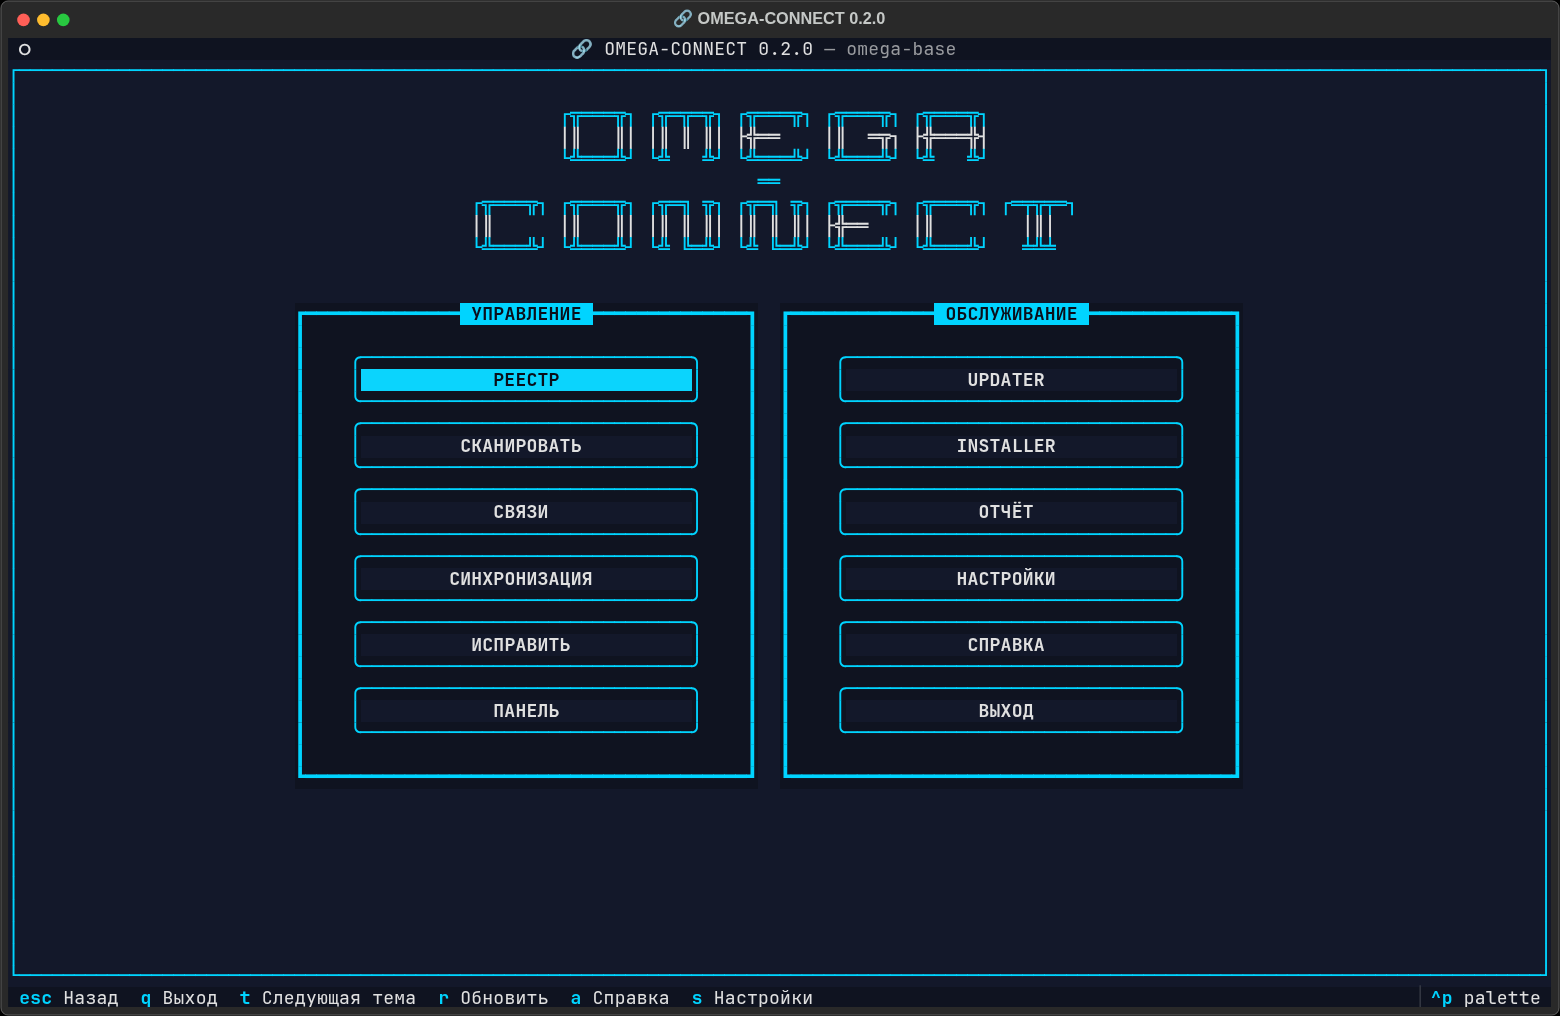 🔗 OMEGA-CONNECT 0.2.0
🔗 OMEGA-CONNECT 0.2.0 — omega-base
OMEGA
-
CONNECT
УПРАВЛЕНИЕ
РЕЕСТР
СКАНИРОВАТЬ
СВЯЗИ
СИНХРОНИЗАЦИЯ
ИСПРАВИТЬ
ПАНЕЛЬ
ОБСЛУЖИВАНИЕ
UPDATER
INSTALLER
ОТЧЁТ
НАСТРОЙКИ
СПРАВКА
ВЫХОД
esc Назад q Выход t Следующая тема r Обновить a Справка s Настройки ^p palette